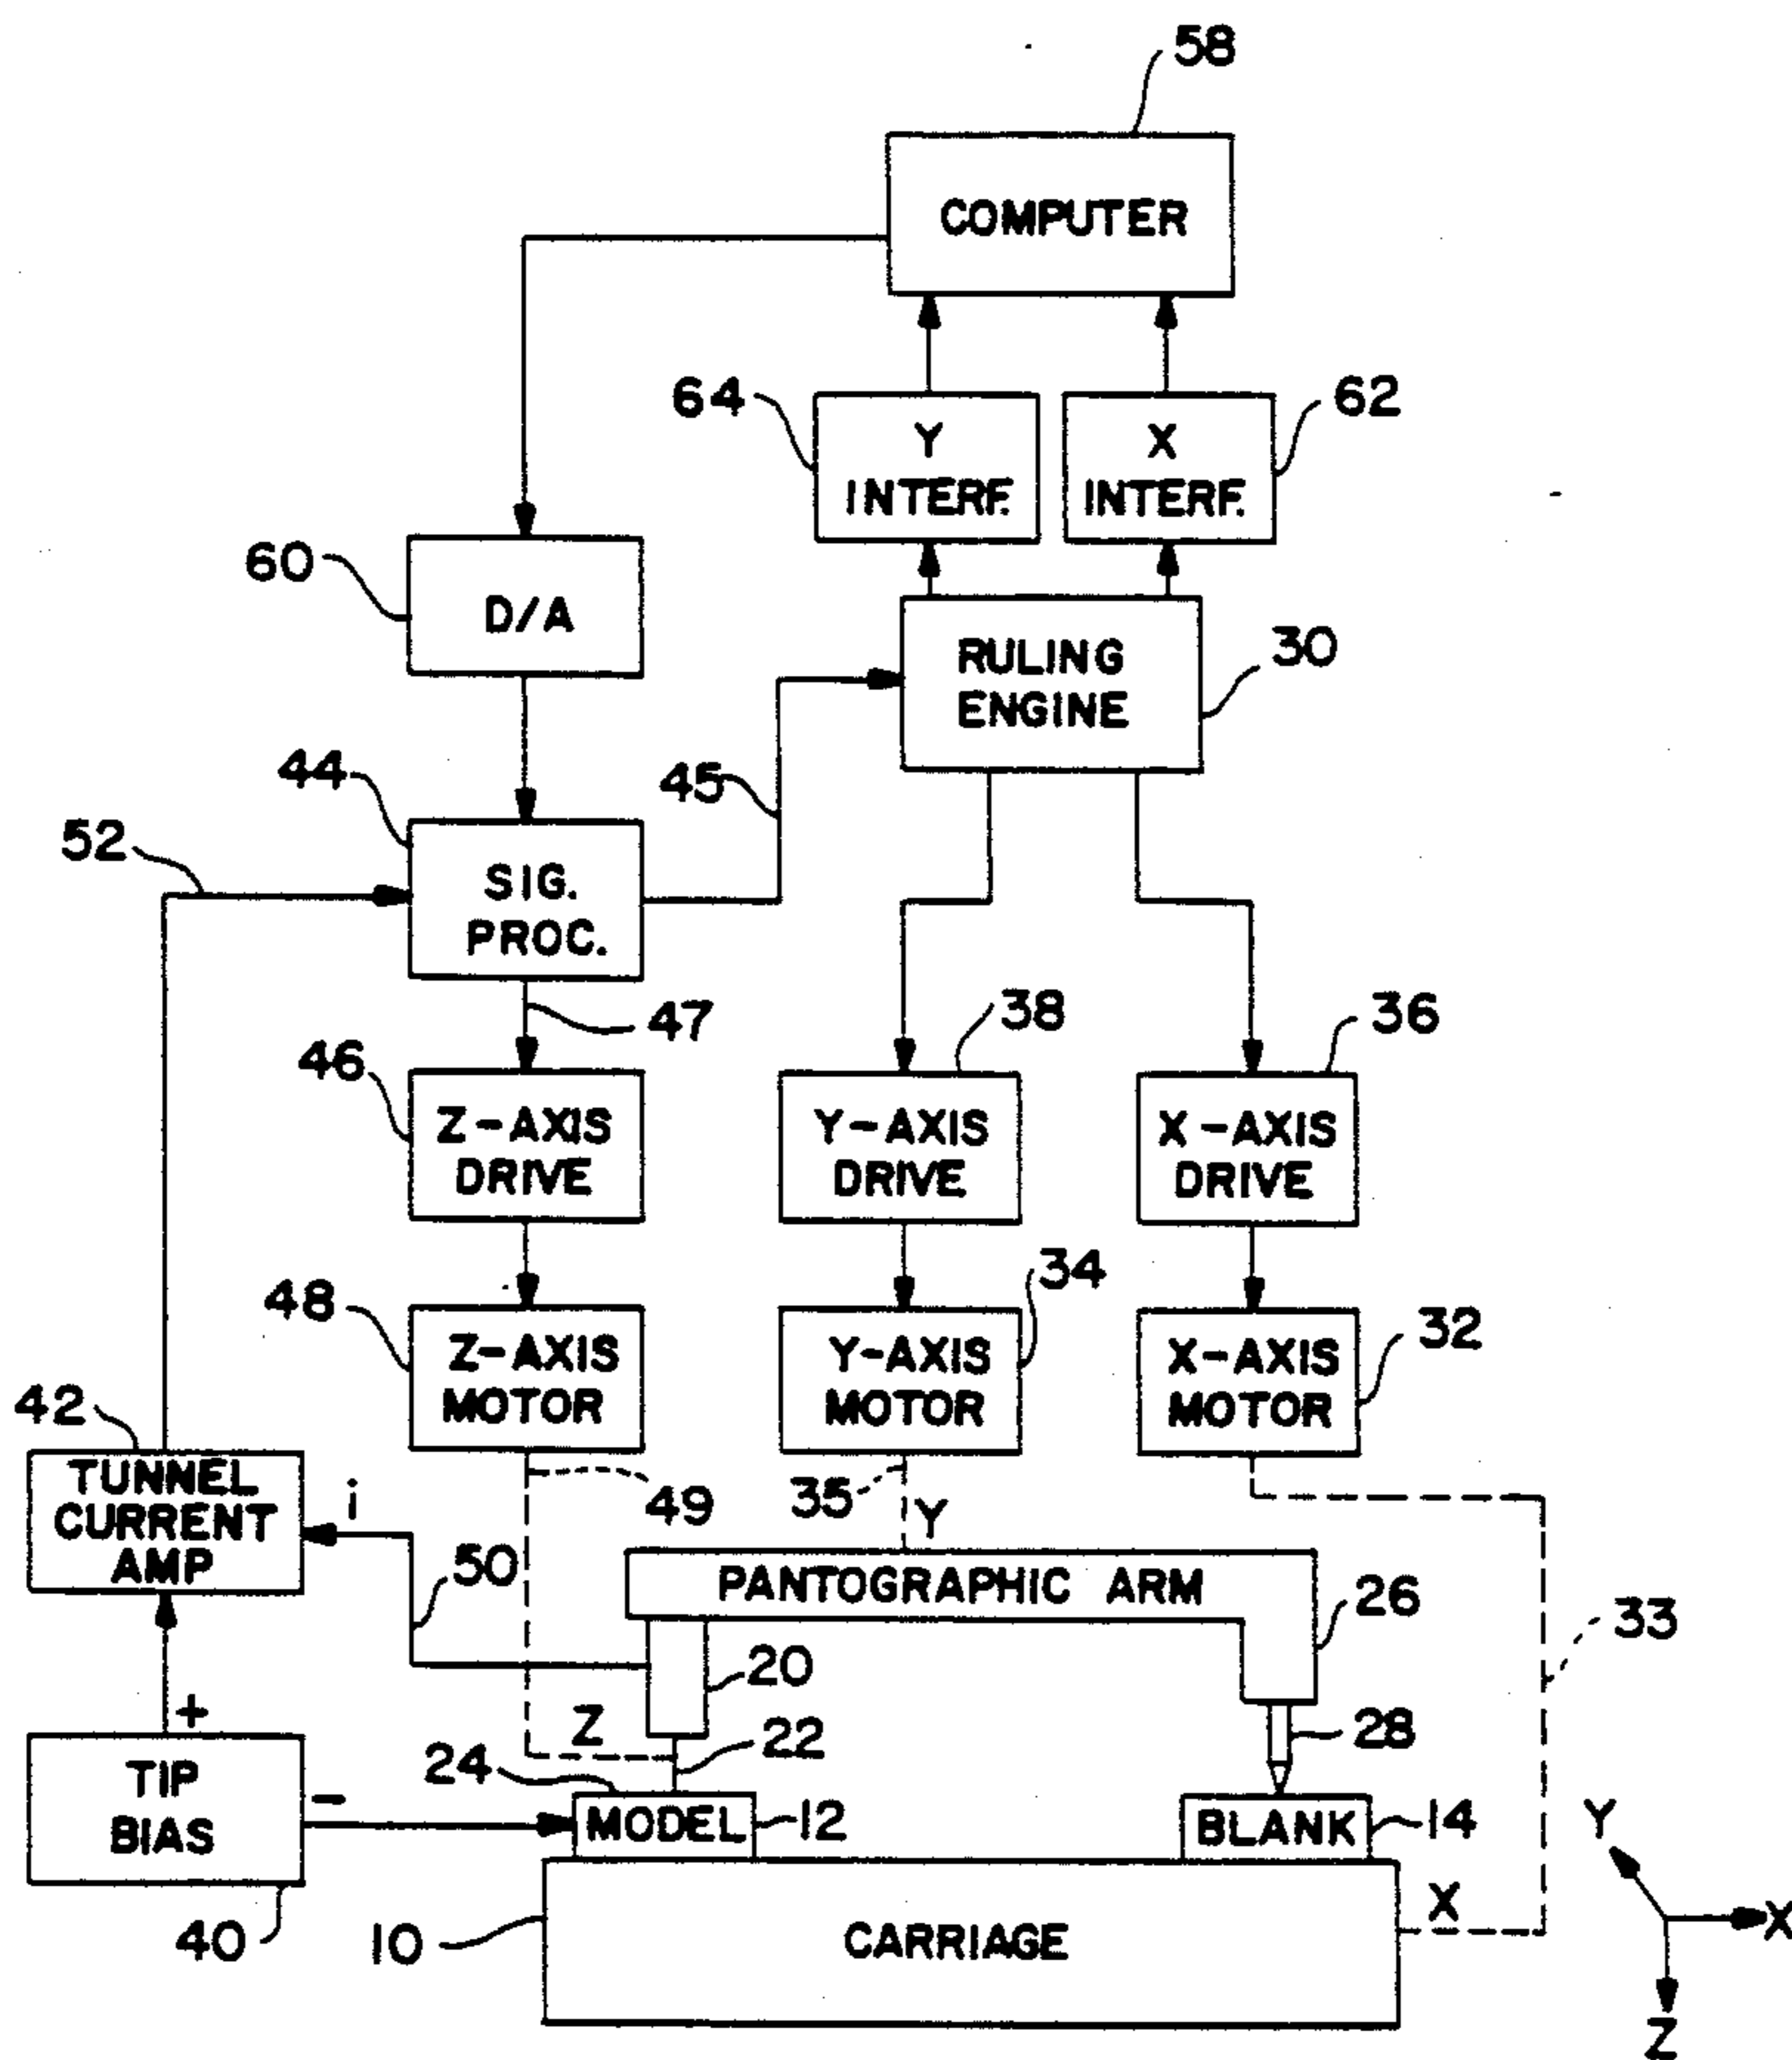 58
COMPUTER
64
Y
INTERF.
X
INTERF.
62
60
D/A
RULING
ENGINE
30
44
45
52
SIG.
PROC.
47
38
36
46
Z-AXIS
DRIVE
Y-AXIS
DRIVE
X-AXIS
DRIVE
34
48
Z-AXIS
MOTOR
Y-AXIS
MOTOR
X-AXIS
MOTOR
32
42
TUNNEL
CURRENT
AMP
i
49
35
Y
50
PANTOGRAPHIC ARM
26
33
20
+
Z
22
28
24
TIP
BIAS
-
MODEL
12
BLANK
14
40
10
CARRIAGE
X
Y
X
Z